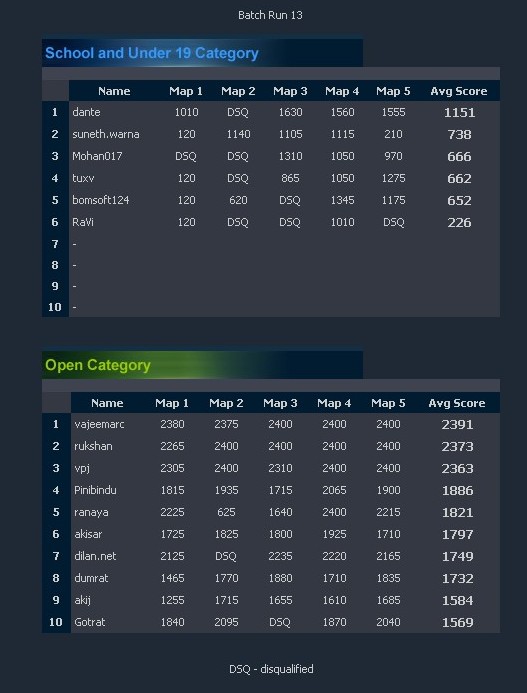 Batch Run 13
School and Under 19 Category
Name Map 1 Map 2 Map 3 Map 4 Map 5 Avg Score
1 dante 1010 DSQ 1630 1560 1555 1151
2 suneth.warna 120 1140 1105 1115 210 738
3 Mohan017 DSQ DSQ 1310 1050 970 666
4 tuxv 120 DSQ 865 1050 1275 662
5 bomsoft124 120 620 DSQ 1345 1175 652
6 RaVi 120 DSQ DSQ 1010 DSQ 226
7 -
8 -
9 -
10 -
Open Category
Name Map 1 Map 2 Map 3 Map 4 Map 5 Avg Score
1 vajeemarc 2380 2375 2400 2400 2400 2391
2 rukshan 2265 2400 2400 2400 2400 2373
3 vpj 2305 2400 2310 2400 2400 2363
4 Pinibindu 1815 1935 1715 2065 1900 1886
5 ranaya 2225 625 1640 2400 2215 1821
6 akisar 1725 1825 1800 1925 1710 1797
7 dilan.net 2125 DSQ 2235 2220 2165 1749
8 dumrat 1465 1770 1880 1710 1835 1732
9 akij 1255 1715 1655 1610 1685 1584
10 Gotrat 1840 2095 DSQ 1870 2040 1569
DSQ - disqualified